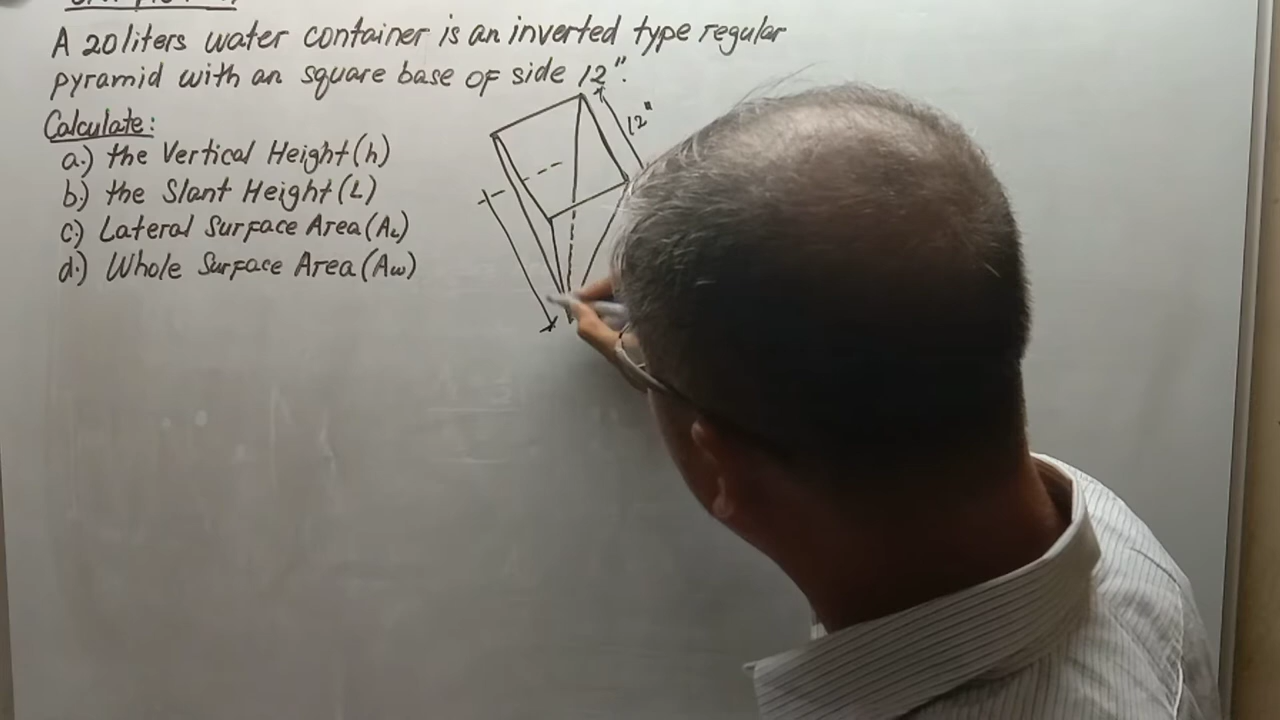 A 20liters water container is an inverted type regular
pyramid with an square base of side 12".
Calculate:
a.) the Vertical Height(h)
b.) the Slant Height(L)
c.) Lateral Surface Area(AL)
d.) Whole Surface Area(Aw)
12"